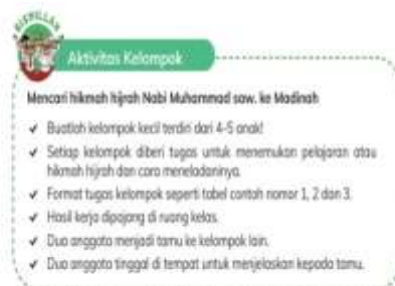 BISMILLAH
Aktivitas Kelompok
Mencari hikmah hijrah Nabi Muhammad saw. ke Madinah
✔ Buatlah kelompok kecil terdiri dari 4-5 anak!
✔ Setiap kelompok diberi tugas untuk menemukan pelajaran atau
hikmah hijrah dan cara meneladaninya.
✔ Format tugas kelompok seperti tabel contoh nomor 1, 2 dan 3.
✔ Hasil kerja dipajang di ruang kelas.
✔ Dua anggota menjadi tamu ke kelompok lain.
✔ Dua anggota tinggal di tempat untuk menjelaskan kepada tamu.